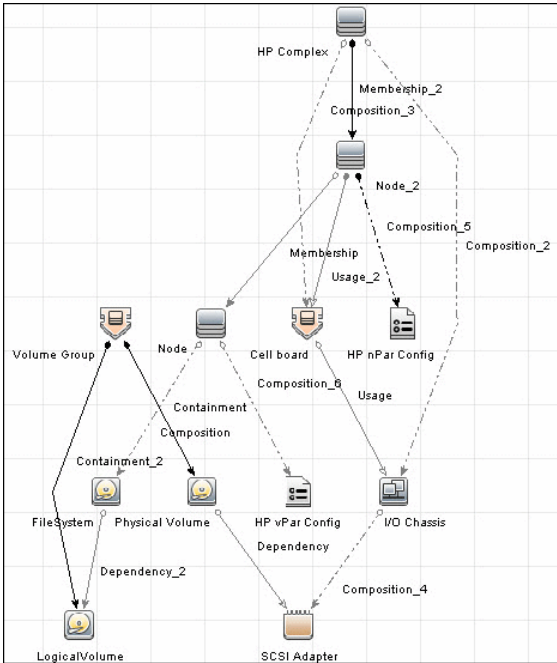 HP Complex
Membership_2
Composition_3
Node_2
Composition_5
Composition_2
Membership
Usage_2
Volume Group
Node
Cell board
HP nPar Config
Composition_6
Usage
Containment
Composition
Containment_2
FileSystem
Physical Volume
HP vPar Config
I/O Chassis
Dependency
Dependency_2
Composition_4
LogicalVolume
SCSI Adapter